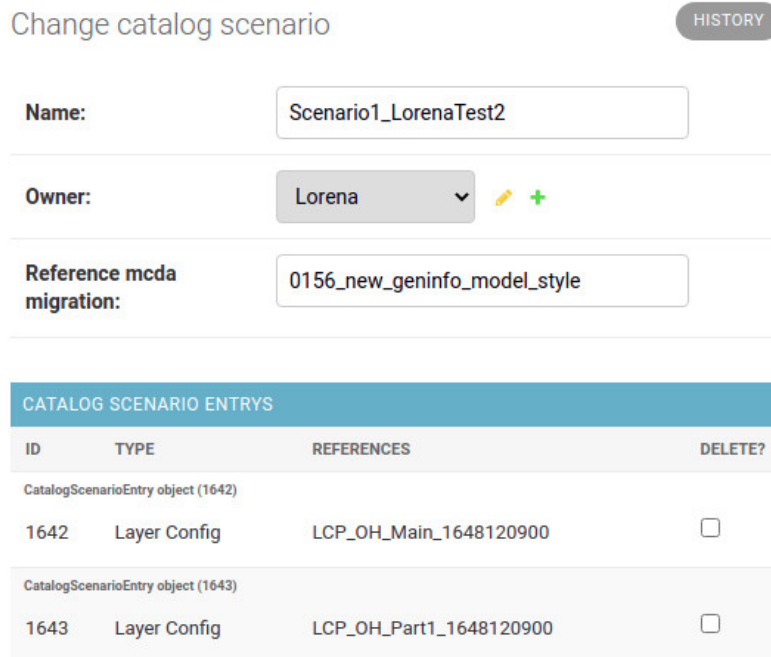 Change catalog scenario
HISTORY
Name:
Scenario1_LorenaTest2
Owner:
Lorena
Reference mcda
migration:
0156_new_geninfo_model_style
CATALOG SCENARIO ENTRYS
ID TYPE REFERENCES DELETE?
CatalogScenarioEntry object (1642)
1642 Layer Config LCP_OH_Main_1648120900
CatalogScenarioEntry object (1643)
1643 Layer Config LCP_OH_Part1_1648120900